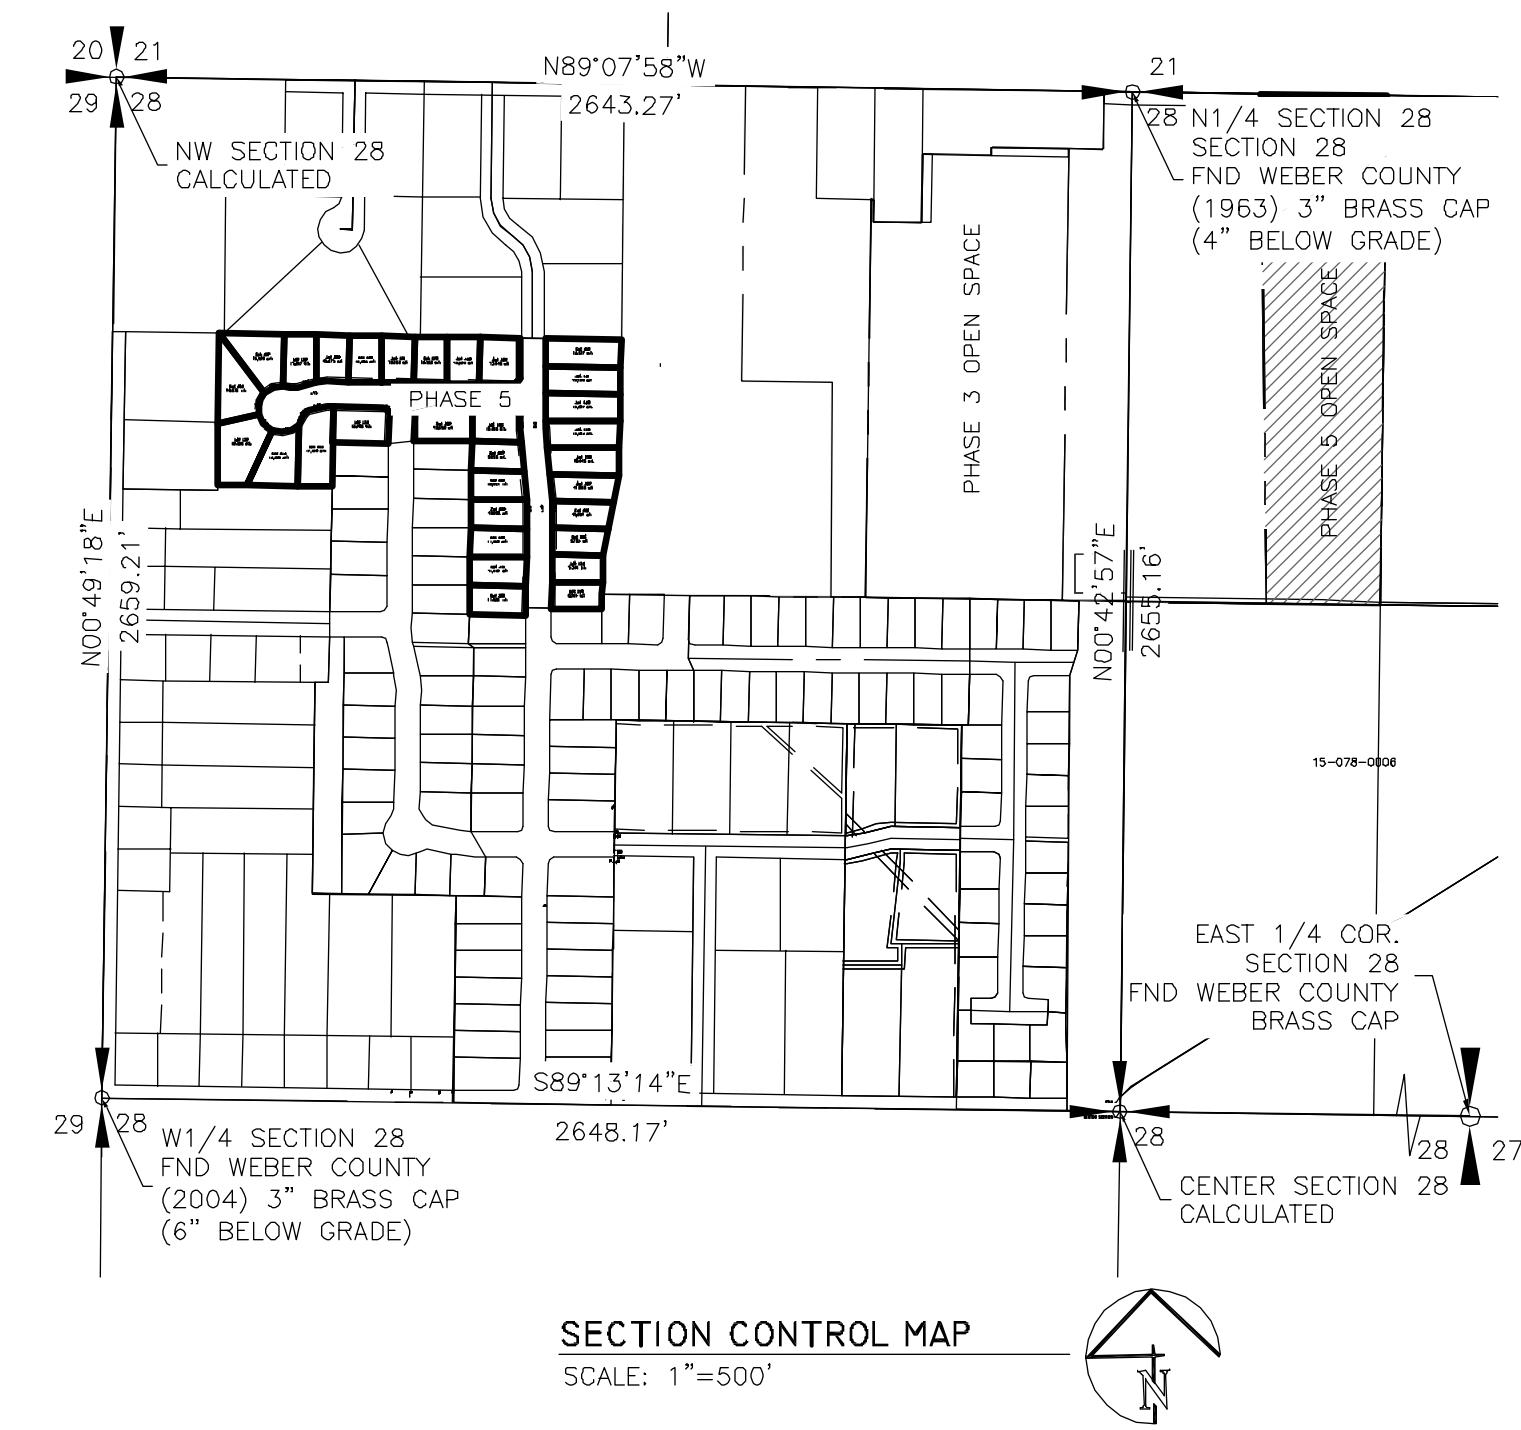 20 21
29 28
NW SECTION 28
CALCULATED
N89°07'58"W
2643.27'
21
28
N1/4 SECTION 28
SECTION 28
FND WEBER COUNTY
(1963) 3" BRASS CAP
(4" BELOW GRADE)
PHASE 3 OPEN SPACE
PHASE 5 OPEN SPACE
PHASE 5
N00°49'18"E
2659.21'
N00°42'57"E
2655.16'
15-078-0006
EAST 1/4 COR.
SECTION 28
FND WEBER COUNTY
BRASS CAP
S89°13'14"E
2648.17'
29 28
W1/4 SECTION 28
FND WEBER COUNTY
(2004) 3" BRASS CAP
(6" BELOW GRADE)
28
28 27
CENTER SECTION 28
CALCULATED
SECTION CONTROL MAP
SCALE: 1"=500'
N